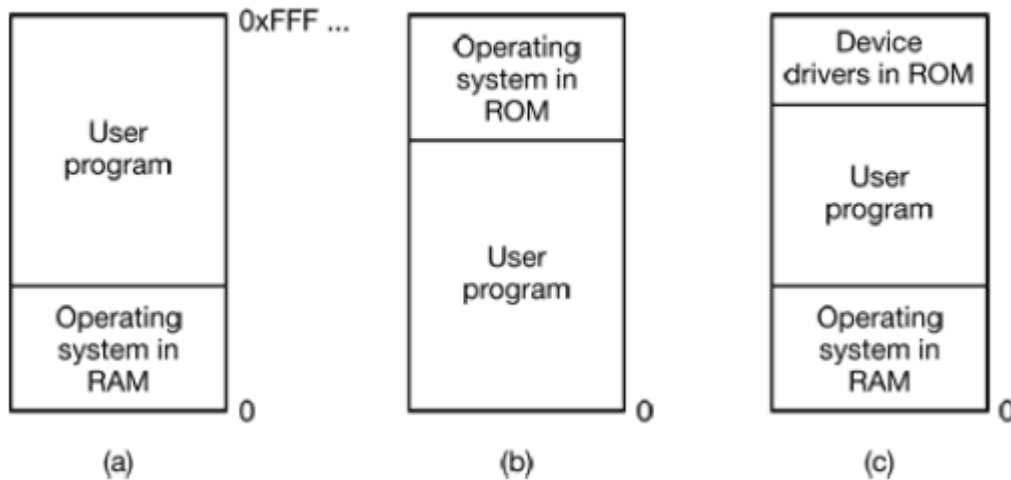 0xFFF ...
User
program
Operating
system in
RAM
0
(a)
Operating
system in
ROM
User
program
0
(b)
Device
drivers in ROM
User
program
Operating
system in
RAM
0
(c)